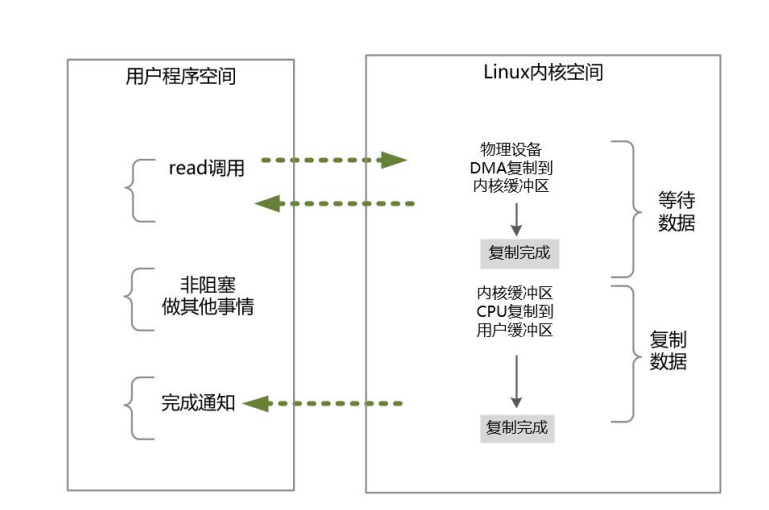 用户程序空间
Linux内核空间
read调用
物理设备
DMA复制到
内核缓冲区
复制完成
等待
数据
非阻塞
做其他事情
内核缓冲区
CPU复制到
用户缓冲区
复制
数据
完成通知
复制完成